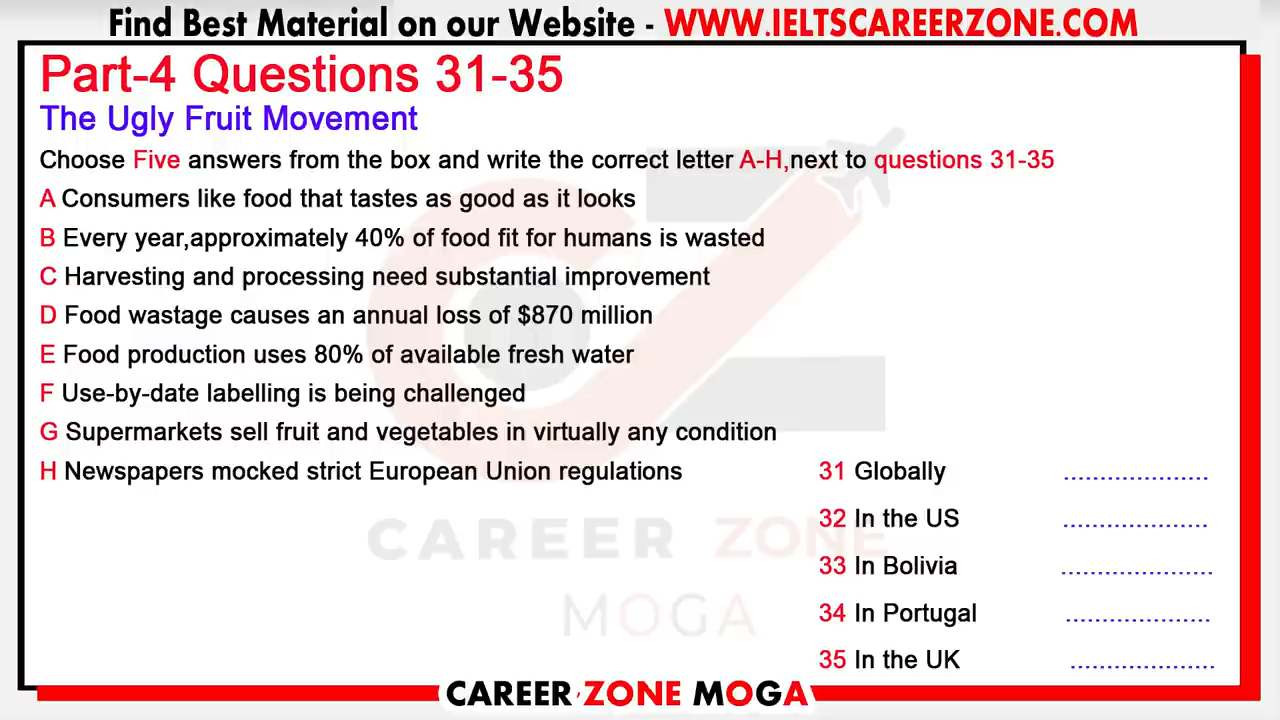 Find Best Material on our Website - WWW.IELTSCAREERZONE.COM
Part-4 Questions 31-35
The Ugly Fruit Movement
Choose Five answers from the box and write the correct letter A-H,next to questions 31-35
A Consumers like food that tastes as good as it looks
B Every year,approximately 40% of food fit for humans is wasted
C Harvesting and processing need substantial improvement
D Food wastage causes an annual loss of $870 million
E Food production uses 80% of available fresh water
F Use-by-date labelling is being challenged
G Supermarkets sell fruit and vegetables in virtually any condition
H Newspapers mocked strict European Union regulations
31 Globally ....................
32 In the US ....................
33 In Bolivia .....................
34 In Portugal ....................
35 In the UK ....................
CAREER ZONE
MOGA
CAREER ZONE MOGA